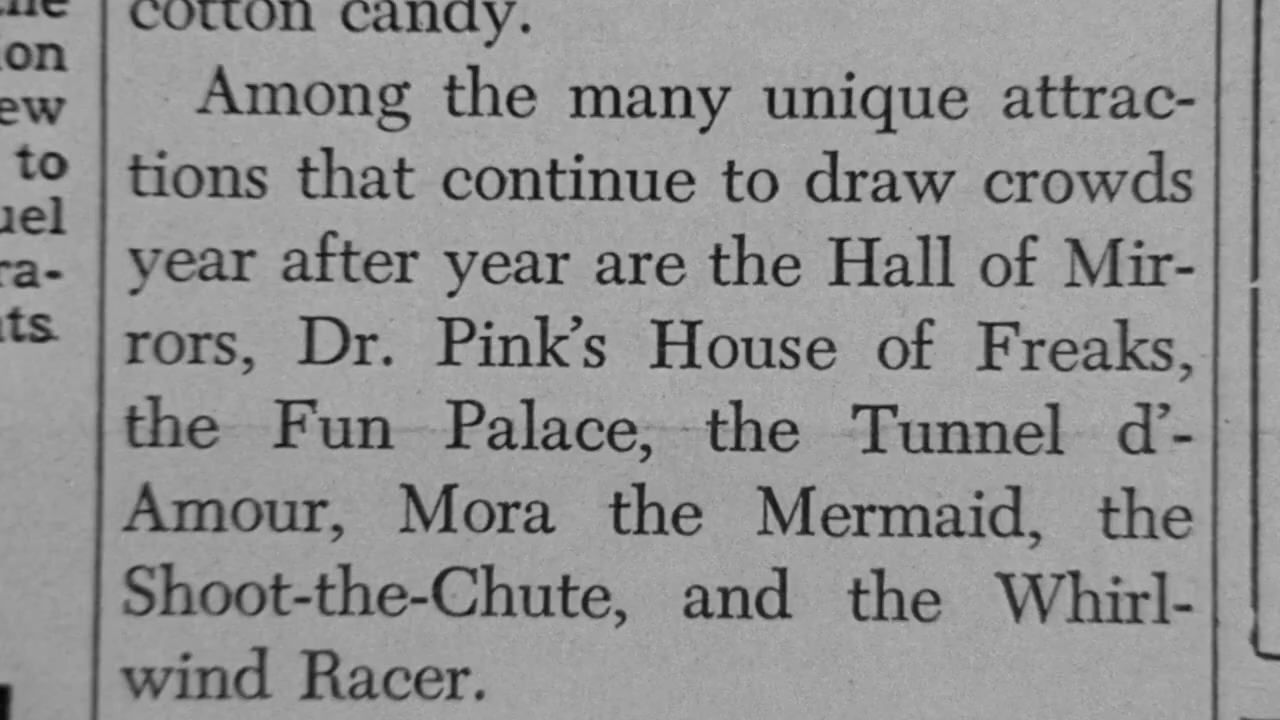 cotton candy.
Among the many unique attrac-
tions that continue to draw crowds
year after year are the Hall of Mir-
rors, Dr. Pink's House of Freaks,
the Fun Palace, the Tunnel d'-
Amour, Mora the Mermaid, the
Shoot-the-Chute, and the Whirl-
wind Racer.
to